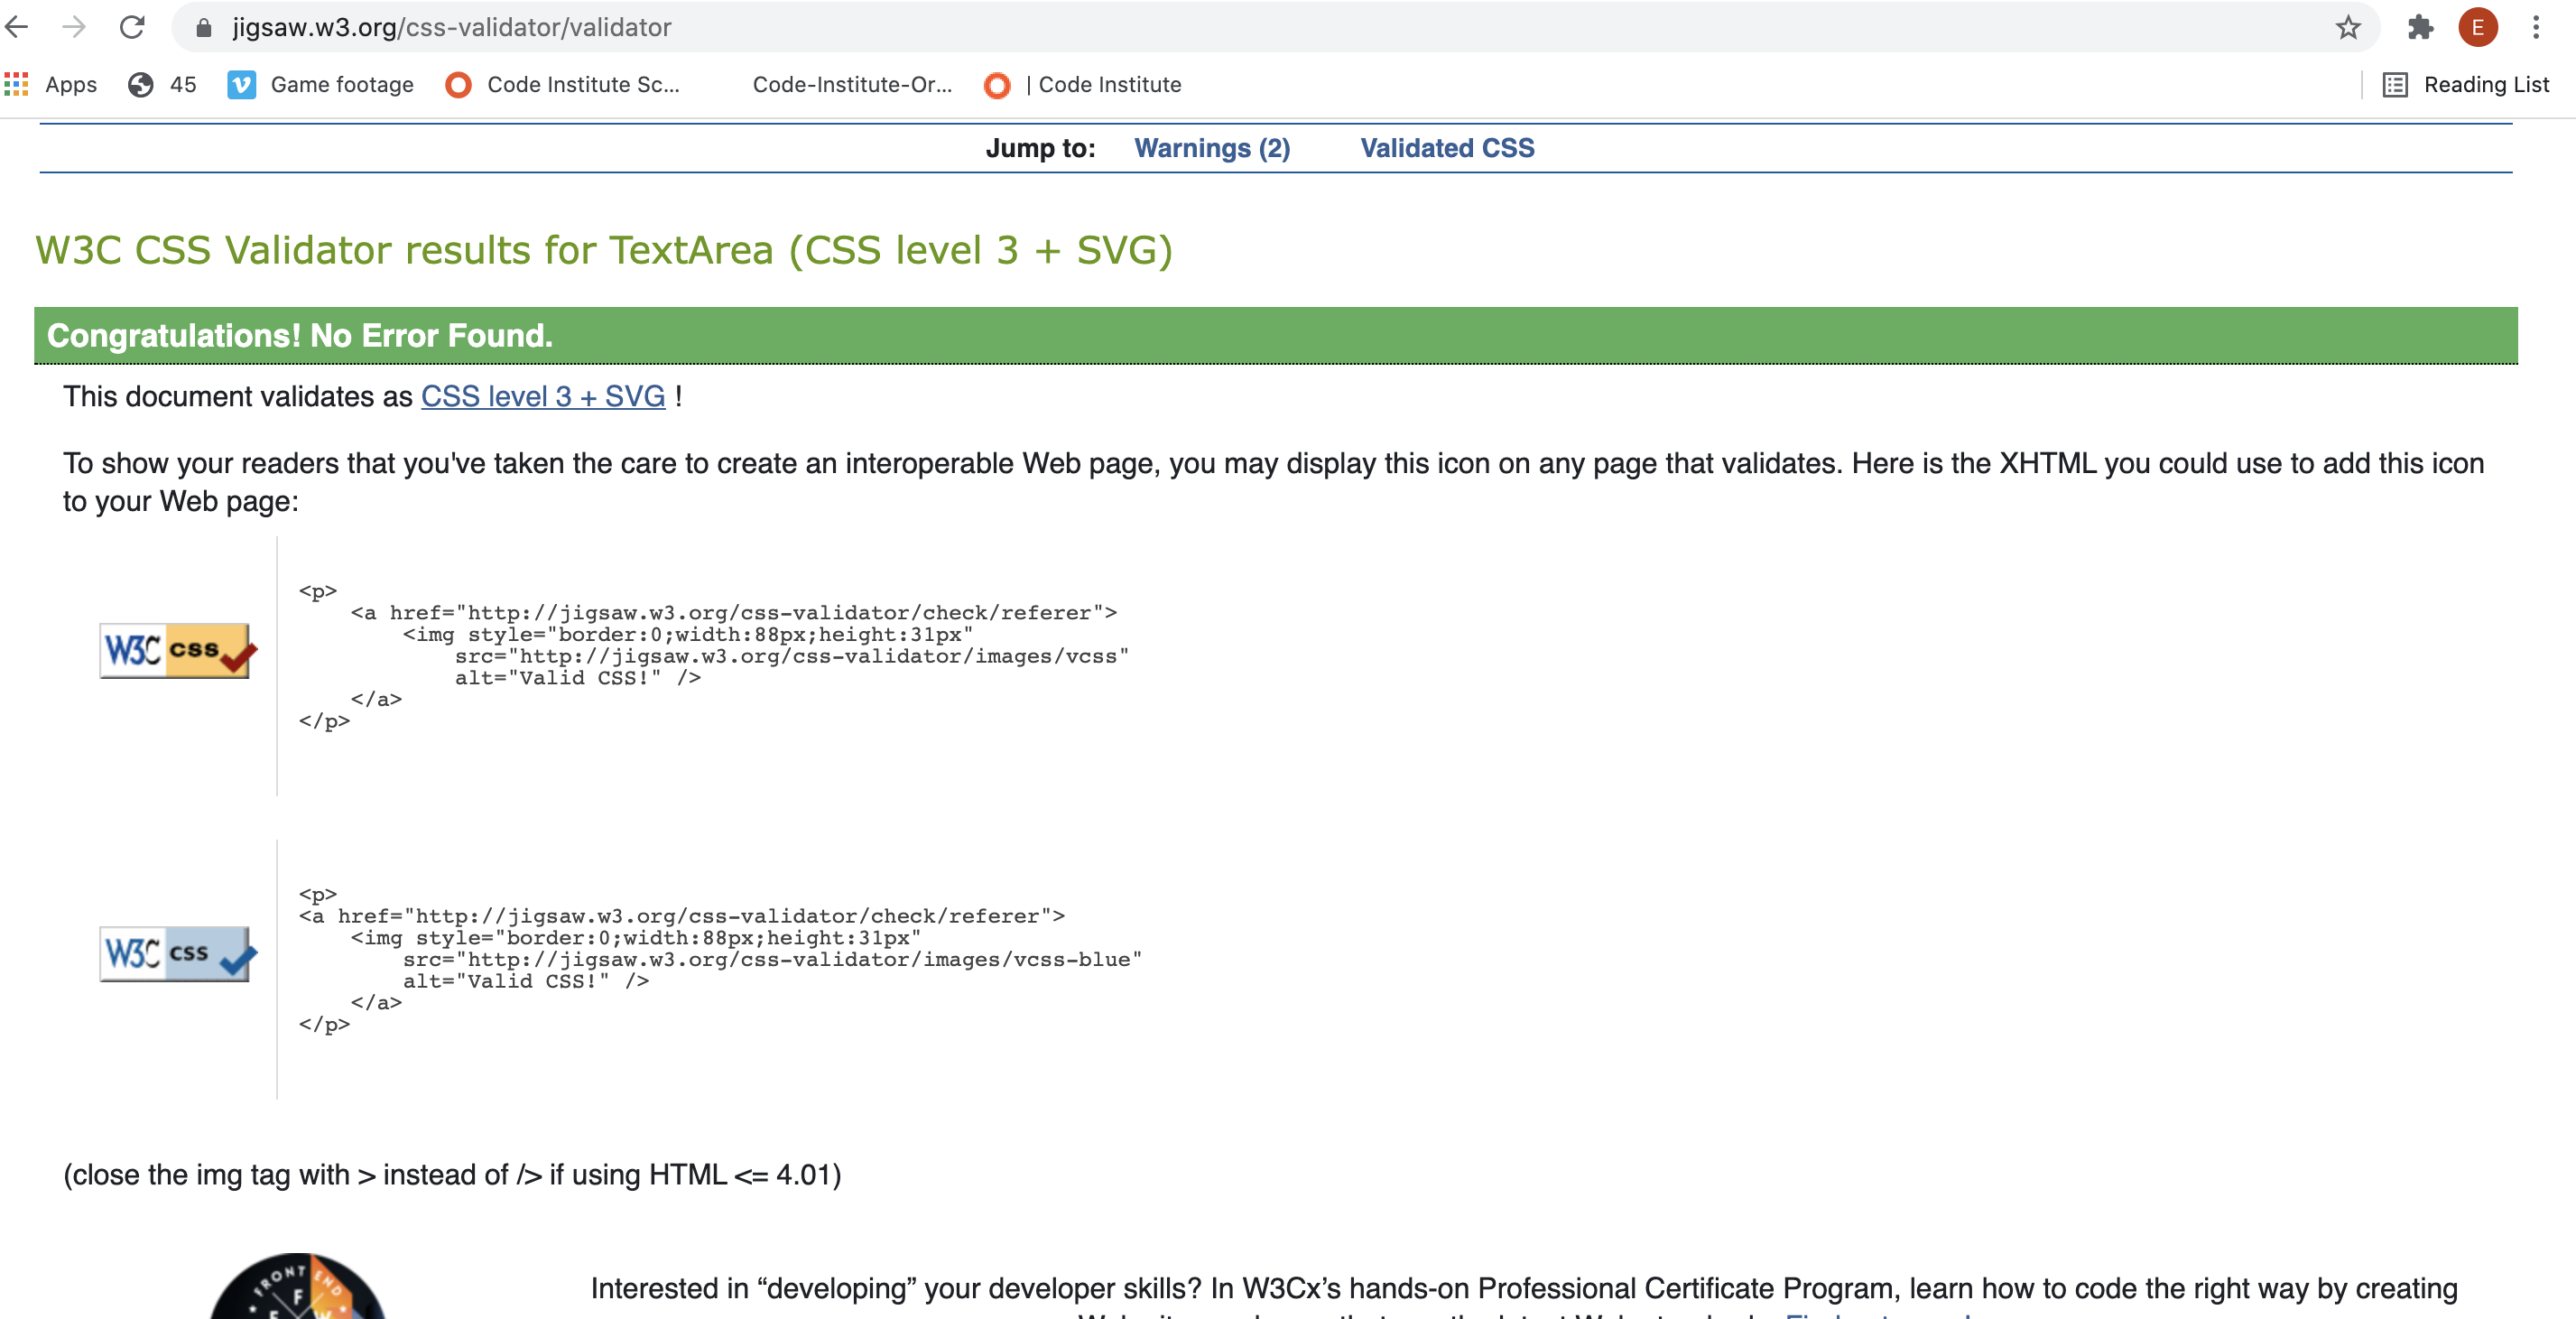 jigsaw.w3.org/css-validator/validator
E
Apps 45 Game footage Code Institute Sc... Code-Institute-Or... | Code Institute Reading List
Jump to: Warnings (2) Validated CSS
W3C CSS Validator results for TextArea (CSS level 3 + SVG)
Congratulations! No Error Found.
This document validates as CSS level 3 + SVG !
To show your readers that you've taken the care to create an interoperable Web page, you may display this icon on any page that validates. Here is the XHTML you could use to add this icon
to your Web page:
W3C css
<p>
<a href="http://jigsaw.w3.org/css-validator/check/referer">
<img style="border:0;width:88px;height:31px"
src="http://jigsaw.w3.org/css-validator/images/vcss"
alt="Valid CSS!" />
</a>
</p>
W3C css
<p>
<a href="http://jigsaw.w3.org/css-validator/check/referer">
<img style="border:0;width:88px;height:31px"
src="http://jigsaw.w3.org/css-validator/images/vcss-blue"
alt="Valid CSS!" />
</a>
</p>
(close the img tag with > instead of /> if using HTML <= 4.01)
FRONT END
F
Interested in “developing” your developer skills? In W3Cx’s hands-on Professional Certificate Program, learn how to code the right way by creating